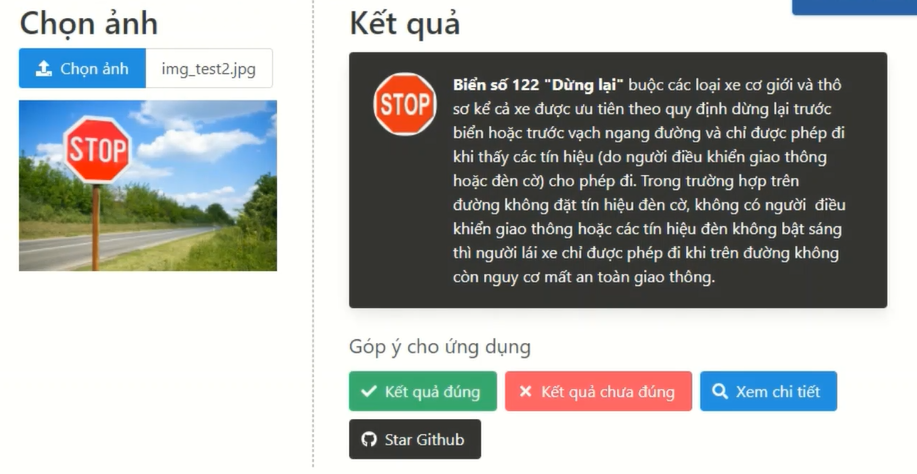 Chọn ảnh
Chọn ảnh
img_test2.jpg
STOP
Kết quả
STOP
Biển số 122 "Dừng lại" buộc các loại xe cơ giới và thô
sơ kể cả xe được ưu tiên theo quy định dừng lại trước
biển hoặc trước vạch ngang đường và chỉ được phép đi
khi thấy các tín hiệu (do người điều khiển giao thông
hoặc đèn cờ) cho phép đi. Trong trường hợp trên
đường không đặt tín hiệu đèn cờ, không có người điều
khiển giao thông hoặc các tín hiệu đèn không bật sáng
thì người lái xe chỉ được phép đi khi trên đường không
còn nguy cơ mất an toàn giao thông.
Góp ý cho ứng dụng
Kết quả đúng
Kết quả chưa đúng
Xem chi tiết
Star Github